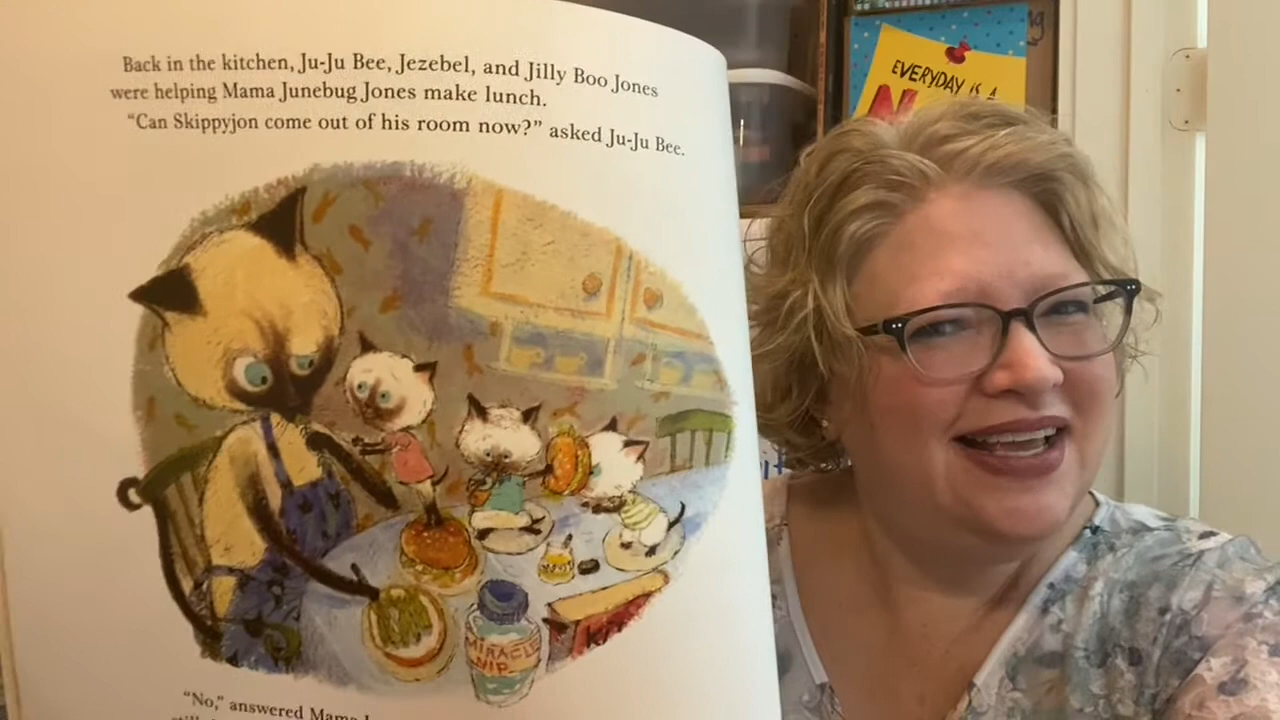 Back in the kitchen, Ju-Ju Bee, Jezebel, and Jilly Boo Jones
were helping Mama Junebug Jones make lunch.
“Can Skippyjon come out of his room now?” asked Ju-Ju Bee.
MIRACLE
NIP
“No,” answered Mama
EVERYDAY IS A